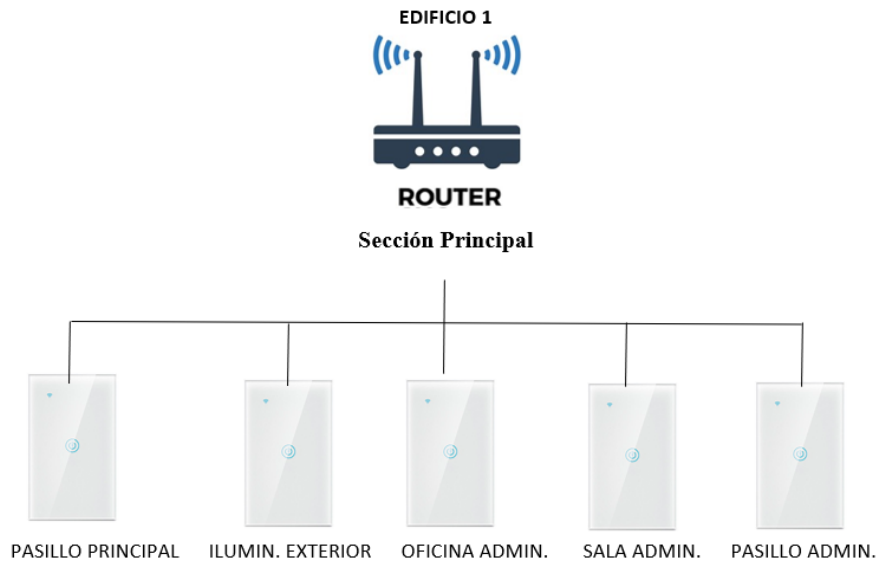 EDIFICIO 1
ROUTER
Sección Principal
PASILLO PRINCIPAL ILUMIN. EXTERIOR OFICINA ADMIN. SALA ADMIN. PASILLO ADMIN.